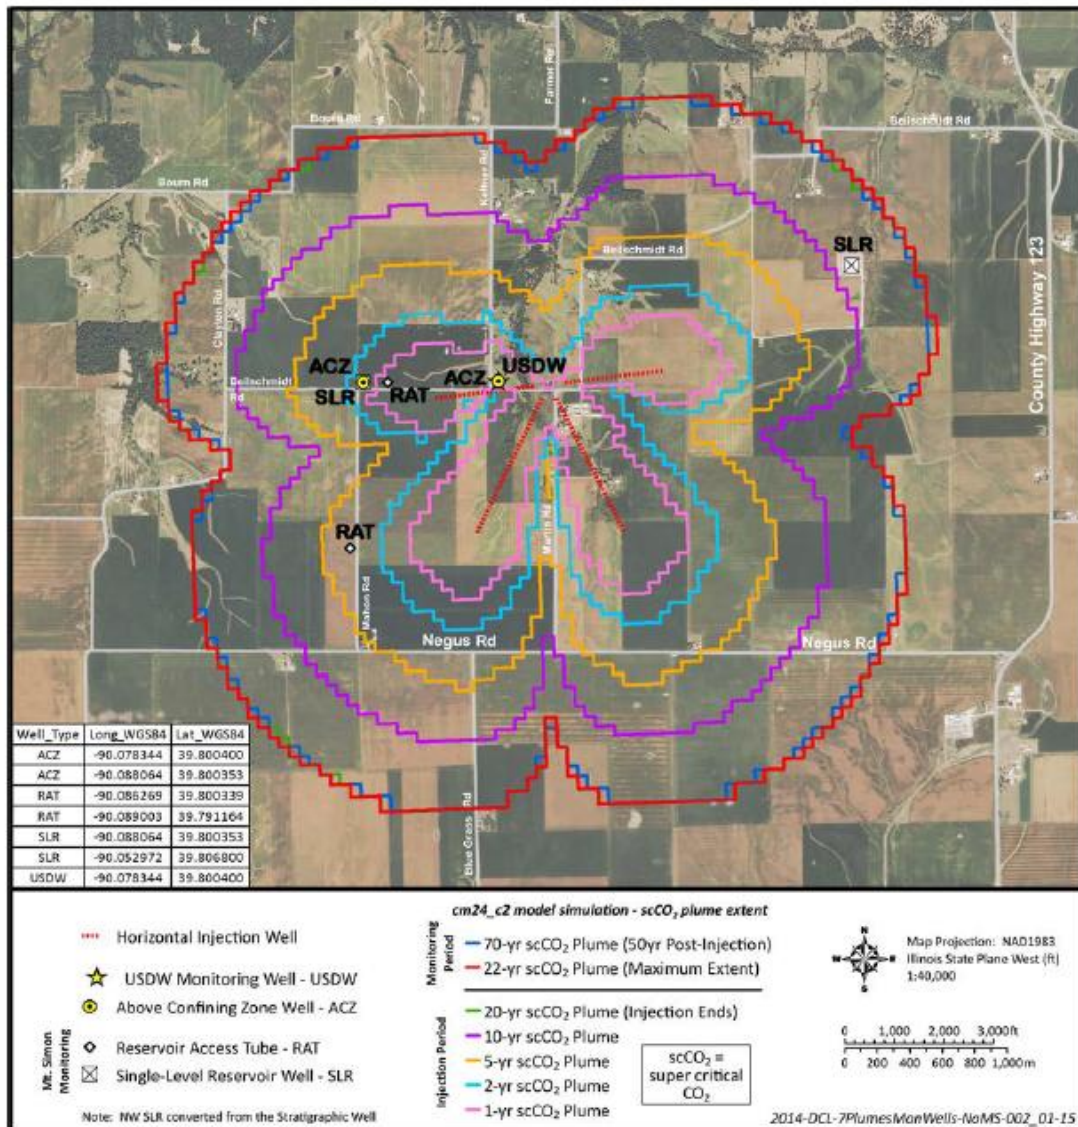 Farmor Rd
Bourn Rd
Beilschmidt Rd
Bourn Rd
Keltner Rd
Beilschmidt Rd
SLR
County Highway 123
Clayton Rd
ACZ
ACZ
USDW
Beilschmidt Rd
SLR
RAT
RAT
Martin Rd
Mahon Rd
Negus Rd
Negus Rd
Blue Grass Rd
Well_Type Long_WGS84 Lat_WGS84
ACZ -90.078344 39.800400
ACZ -90.088064 39.800353
RAT -90.086269 39.800339
RAT -90.089003 39.791164
SLR -90.088064 39.800353
SLR -90.052972 39.806800
USDW -90.078344 39.800400
Horizontal Injection Well
USDW Monitoring Well - USDW
Above Confining Zone Well - ACZ
Mt. Simon Monitoring
Reservoir Access Tube - RAT
Single-Level Reservoir Well - SLR
Note: NW SLR converted from the Stratigraphic Well
cm24_c2 model simulation - scCO₂ plume extent
Monitoring Period
70-yr scCO₂ Plume (50yr Post-Injection)
22-yr scCO₂ Plume (Maximum Extent)
Injection Period
20-yr scCO₂ Plume (Injection Ends)
10-yr scCO₂ Plume
5-yr scCO₂ Plume
2-yr scCO₂ Plume
1-yr scCO₂ Plume
scCO₂ =
super critical
CO₂
N
W E
S
Map Projection: NAD1983
Illinois State Plane West (ft)
1:40,000
0 1,000 2,000 3,000ft
0 200 400 600 800 1,000m
2014-DCL-7PlumesMonWells-NoMS-002_01-15